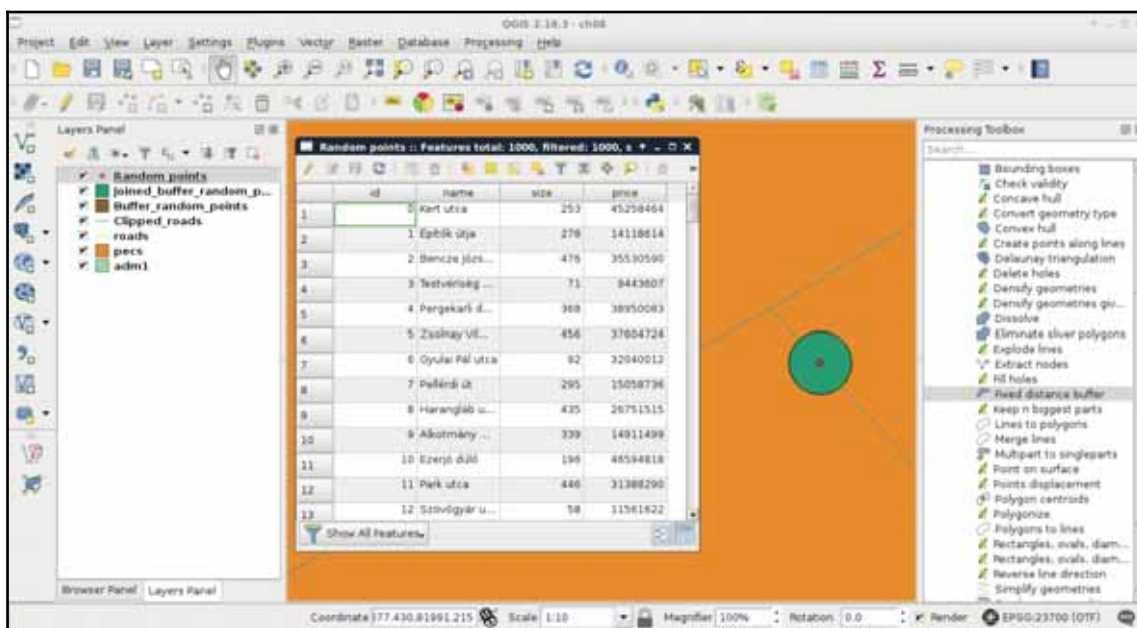 QGIS 2.18.3 - ch08
Project Edit View Layer Settings Plugins Vector Raster Database Processing Help
Layers Panel
Random points
Joined_buffer_random_p...
Buffer_random_points
Clipped_roads
roads
pecs
adm1
Browser Panel Layers Panel
Random points :: Features total: 1000, filtered: 1000, s
id name size price
1 0 Kert utca 253 45258464
2 1 Építők útja 278 14118614
3 2 Bencze Józs... 476 35530590
4 3 Testvériség ... 71 9443607
5 4 368 38950083
6 5 Zsolnay Vil... 456 37604724
7 6 Gyulai Pál utca 92 32040012
8 7 Pellérdi út 295 15058736
9 8 Harangláb u... 435 26751515
10 9 339 14911499
11 10 Ezerjó dűlő 196 46594818
12 11 Park utca 446 31388290
13 12 Szövőgyár u... 58 11561622
Show All Features
Processing Toolbox
Search...
Bounding boxes
Check validity
Concave hull
Convert geometry type
Convex hull
Create points along lines
Delaunay triangulation
Delete holes
Densify geometries
Densify geometries giv...
Dissolve
Eliminate sliver polygons
Explode lines
Extract nodes
Fill holes
Fixed distance buffer
Keep n biggest parts
Lines to polygons
Merge lines
Multipart to singleparts
Point on surface
Points displacement
Polygon centroids
Polygonize
Polygons to lines
Rectangles, ovals, diam...
Rectangles, ovals, diam...
Reverse line direction
Simplify geometries
Coordinate Scale 1:10 Magnifier 100% Rotation 0.0 Render EPSG:23700 (OTF)